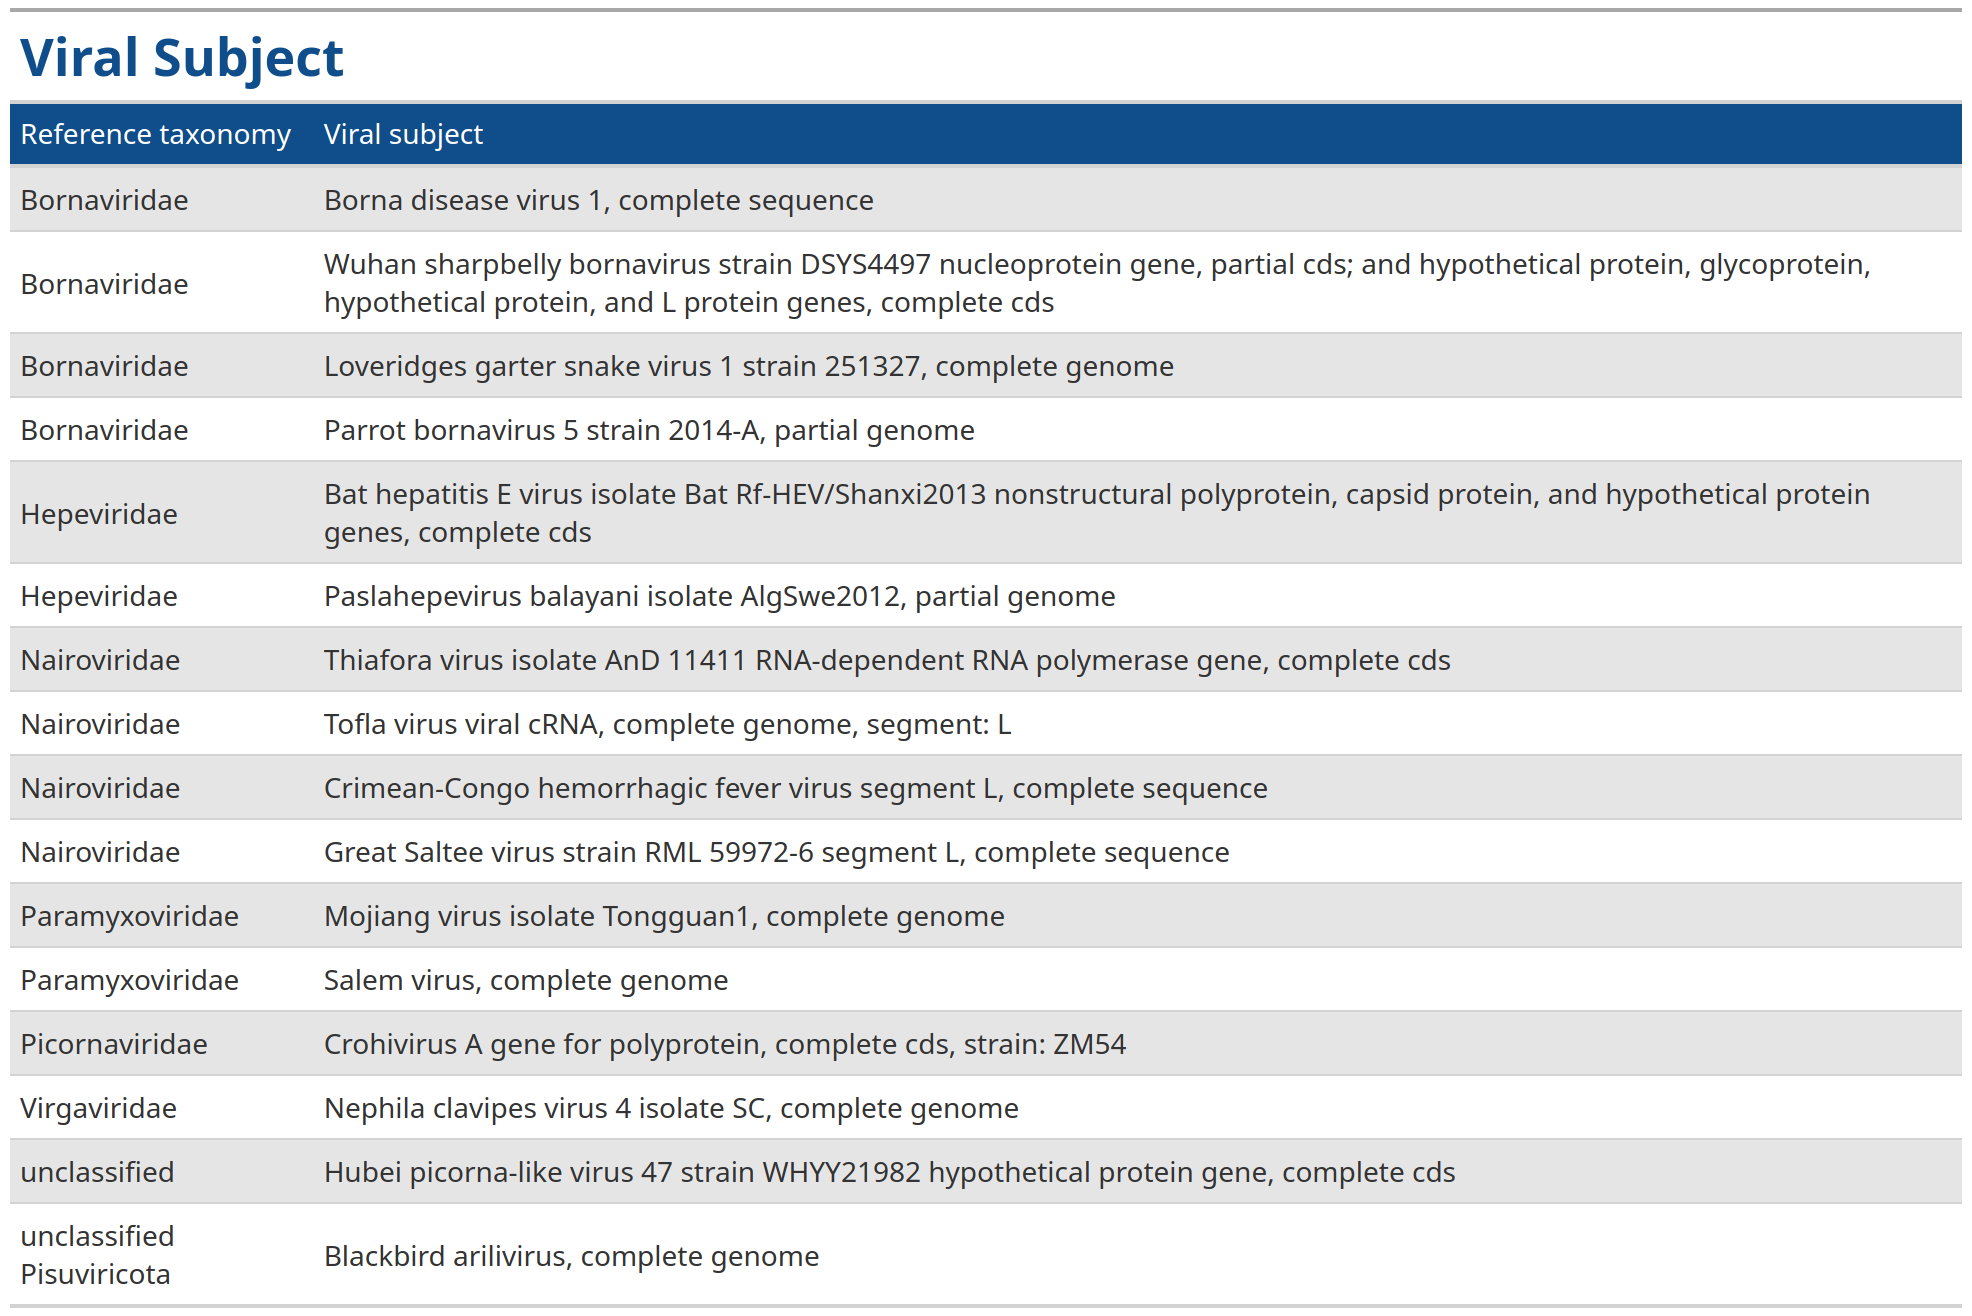 Viral Subject
Reference taxonomy Viral subject
Bornaviridae Borna disease virus 1, complete sequence
Bornaviridae Wuhan sharpbelly bornavirus strain DSYS4497 nucleoprotein gene, partial cds; and hypothetical protein, glycoprotein,
hypothetical protein, and L protein genes, complete cds
Bornaviridae Loveridges garter snake virus 1 strain 251327, complete genome
Bornaviridae Parrot bornavirus 5 strain 2014-A, partial genome
Hepeviridae Bat hepatitis E virus isolate Bat Rf-HEV/Shanxi2013 nonstructural polyprotein, capsid protein, and hypothetical protein
genes, complete cds
Hepeviridae Paslahepevirus balayani isolate AlgSwe2012, partial genome
Nairoviridae Thiafora virus isolate AnD 11411 RNA-dependent RNA polymerase gene, complete cds
Nairoviridae Tofla virus viral cRNA, complete genome, segment: L
Nairoviridae Crimean-Congo hemorrhagic fever virus segment L, complete sequence
Nairoviridae Great Saltee virus strain RML 59972-6 segment L, complete sequence
Paramyxoviridae Mojiang virus isolate Tongguan1, complete genome
Paramyxoviridae Salem virus, complete genome
Picornaviridae Crohivirus A gene for polyprotein, complete cds, strain: ZM54
Virgaviridae Nephila clavipes virus 4 isolate SC, complete genome
unclassified Hubei picorna-like virus 47 strain WHYY21982 hypothetical protein gene, complete cds
unclassified
Pisuviricota Blackbird arilivirus, complete genome